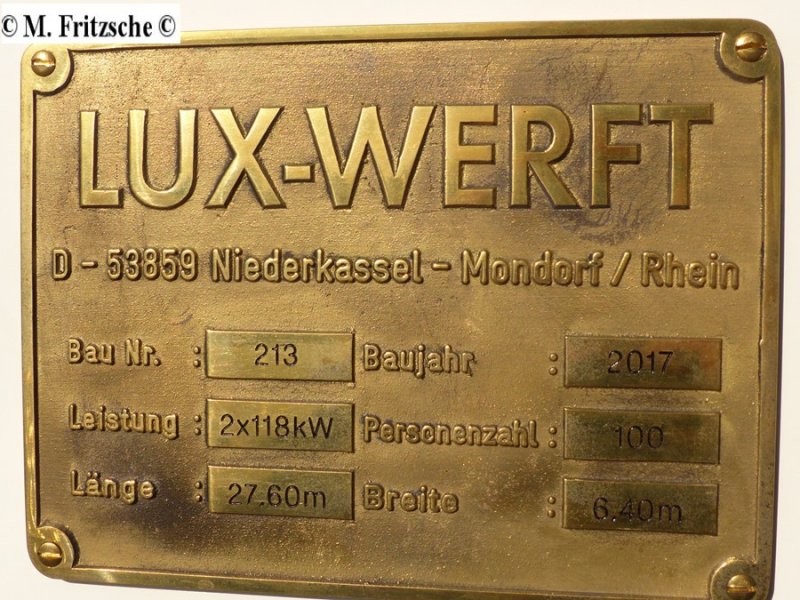 © M. Fritzsche ©
LUX-WERFT
D - 53859 Niederkassel - Mondorf / Rhein
Bau Nr. : 213 Baujahr : 2017
Leistung : 2x118kW Personenzahl : 100
Länge : 27.60m Breite : 6.40m